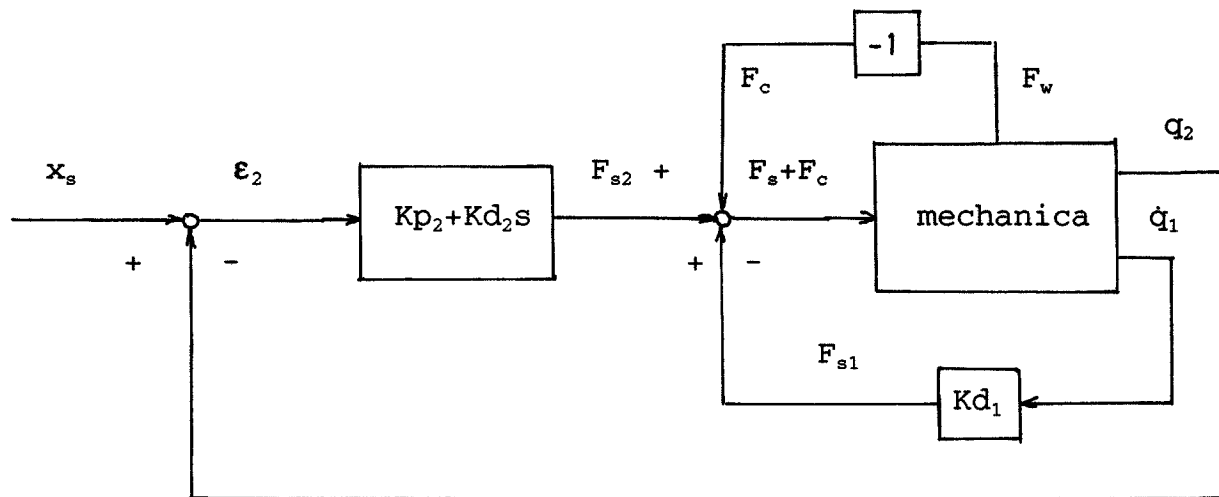 -1
F_c
F_w
q_2
x_s
ε_2
F_s2 +
F_s+F_c
Kp_2+Kd_2s
mechanica
q̇_1
+ -
+ -
F_s1
Kd_1